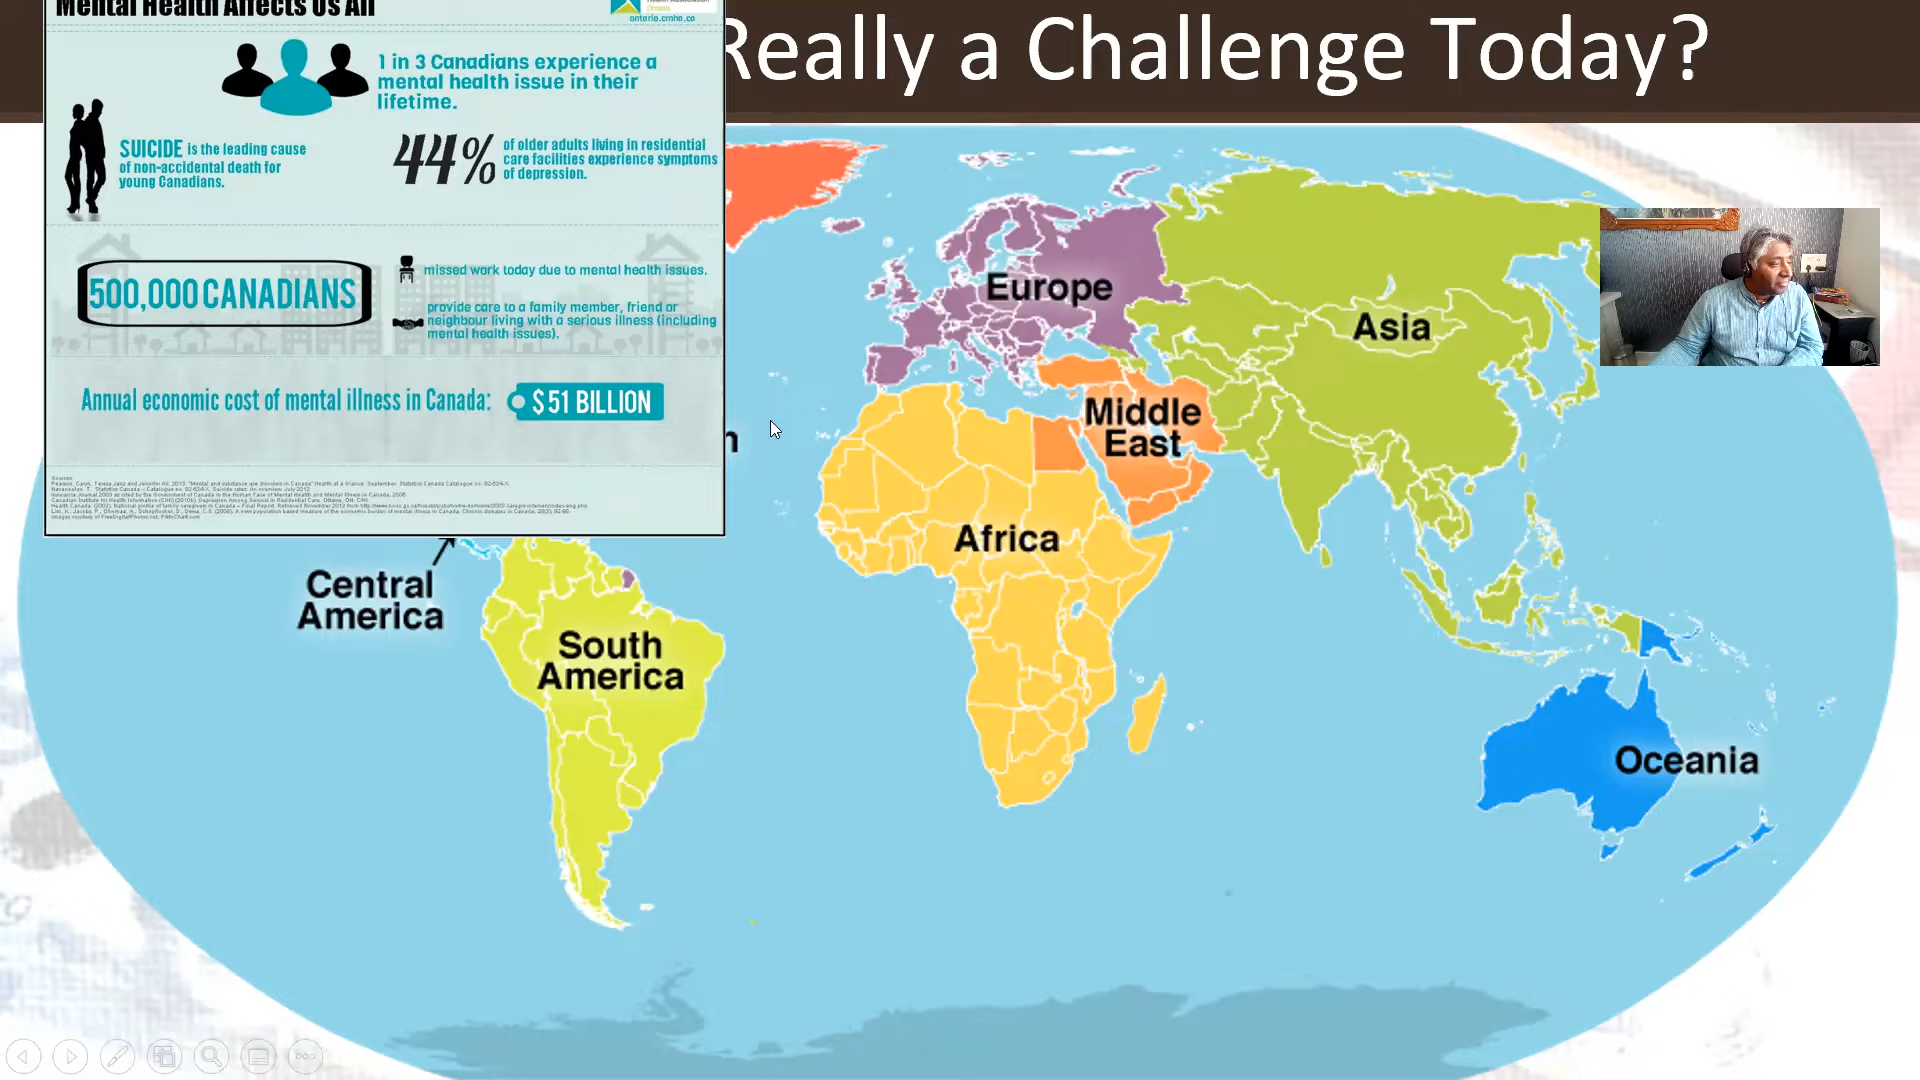 Mental Health Affects Us All
ontario.cmha.ca
Really a Challenge Today?
1 in 3 Canadians experience a
mental health issue in their
lifetime.
SUICIDE is the leading cause
of non-accidental death for
young Canadians.
44%
of older adults living in residential
care facilities experience symptoms
of depression.
500,000 CANADIANS
missed work today due to mental health issues.
provide care to a family member, friend or
neighbour living with a serious illness (including
mental health issues).
Annual economic cost of mental illness in Canada:
$51 BILLION
Europe
Asia
Middle
East
Africa
Central
America
South
America
Oceania